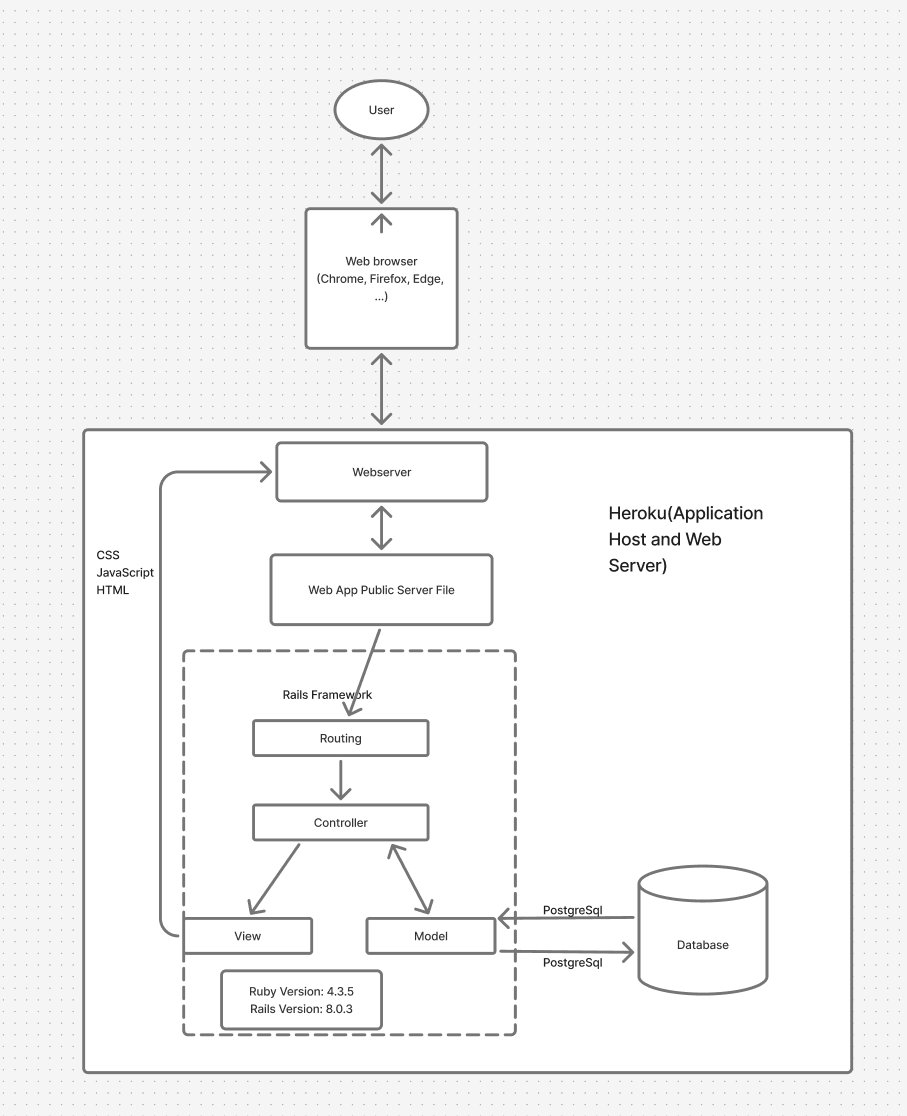 User
Web browser
(Chrome, Firefox, Edge,
...)
Webserver
Heroku(Application
Host and Web
Server)
CSS
JavaScript
HTML
Web App Public Server File
Rails Framework
Routing
Controller
View
Model
PostgreSql
Database
PostgreSql
Ruby Version: 4.3.5
Rails Version: 8.0.3